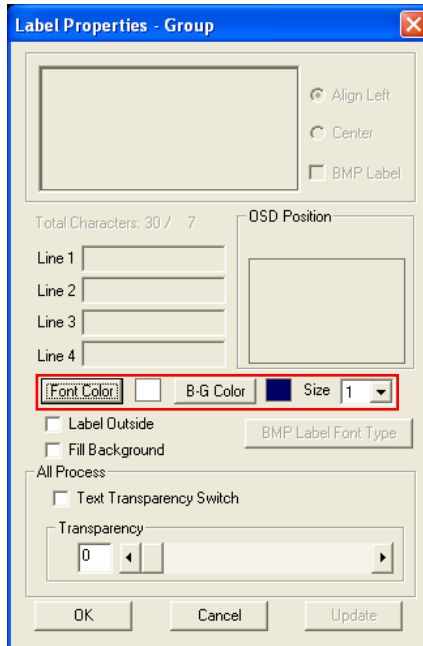 Label Properties - Group
Align Left
Center
BMP Label
Total Characters: 30 / 7
OSD Position
Line 1
Line 2
Line 3
Line 4
Font Color B-G Color Size 1
Label Outside
BMP Label Font Type
Fill Background
All Process
Text Transparency Switch
Transparency
0
OK Cancel Update